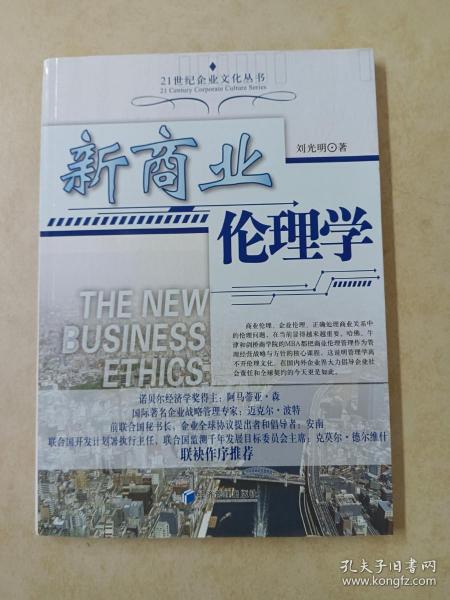 21世纪企业文化丛书
21 Century Corporate Culture Series
新商业
刘光明⊙著
伦理学
THE NEW
BUSINESS
ETHICS
商业伦理、企业伦理、正确处理商业关系中
的伦理问题，在当前显得越来越重要。哈佛、牛
津和剑桥商学院的MBA都把商业伦理管理作为管
理经营战略与方针的核心课程，这说明管理学离
不开伦理文化，在国内外企业界大力倡导企业社
会责任和全球契约的今天更是如此。
诺贝尔经济学奖得主：阿马蒂亚·森
国际著名企业战略管理专家：迈克尔·波特
前联合国秘书长，企业全球协议提出者和倡导者：安南
联合国开发计划署执行主任，联合国监测千年发展目标委员会主席：克莫尔·德尔维什
联袂作序推荐
经济管理出版社
孔夫子旧书网
www.kongfz.com